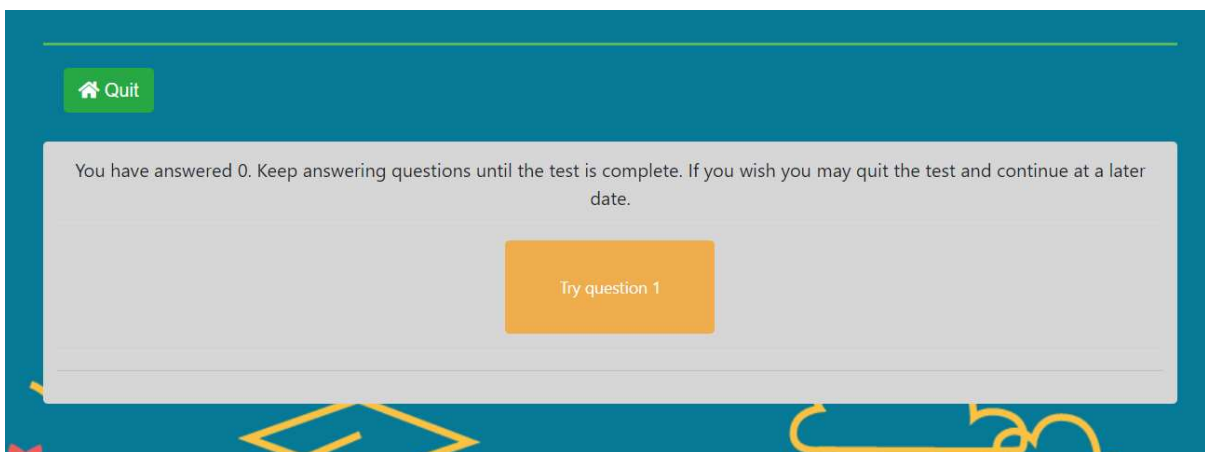 Quit
You have answered 0. Keep answering questions until the test is complete. If you wish you may quit the test and continue at a later
date.
Try question 1